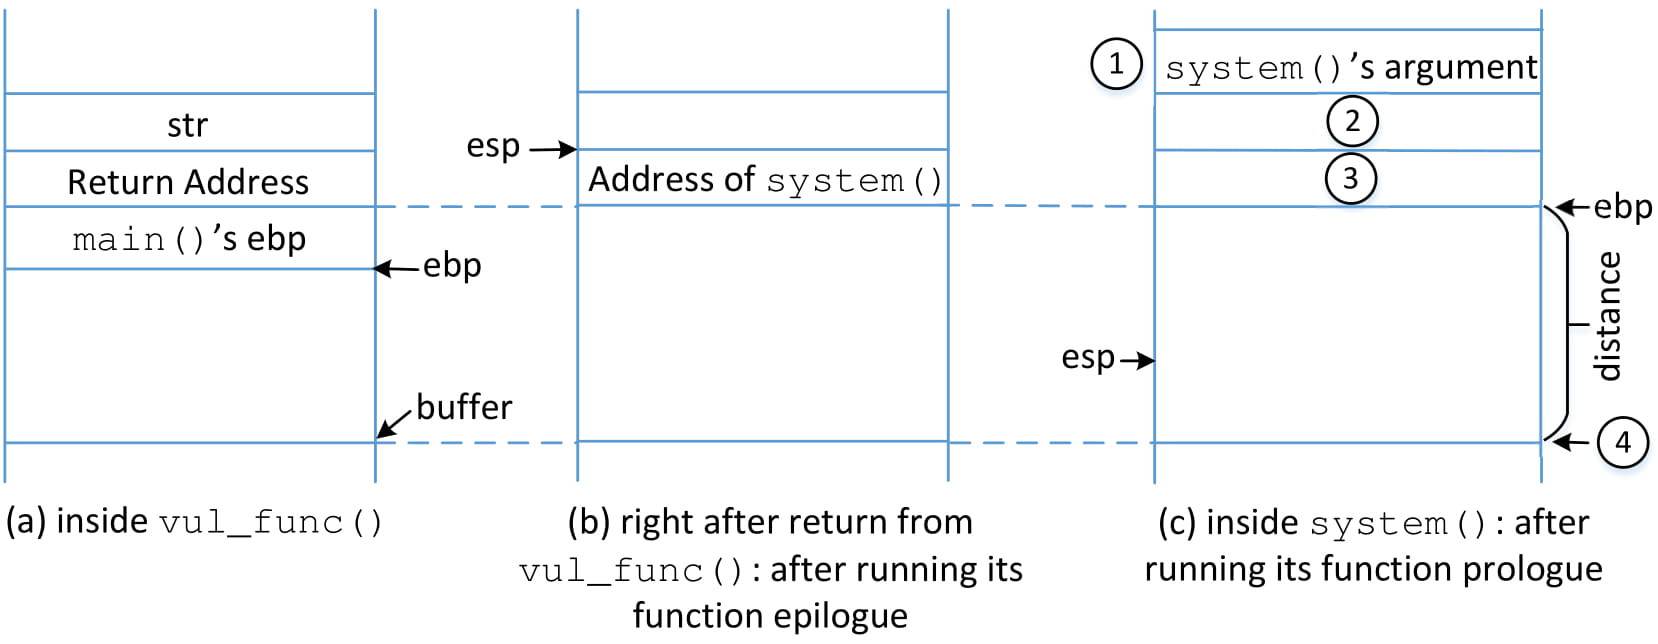 str
Return Address
main()’s ebp
ebp
buffer
(a) inside vul_func()
esp
Address of system()
(b) right after return from
vul_func(): after running its
function epilogue
1
system()’s argument
2
3
ebp
distance
esp
4
(c) inside system(): after
running its function prologue